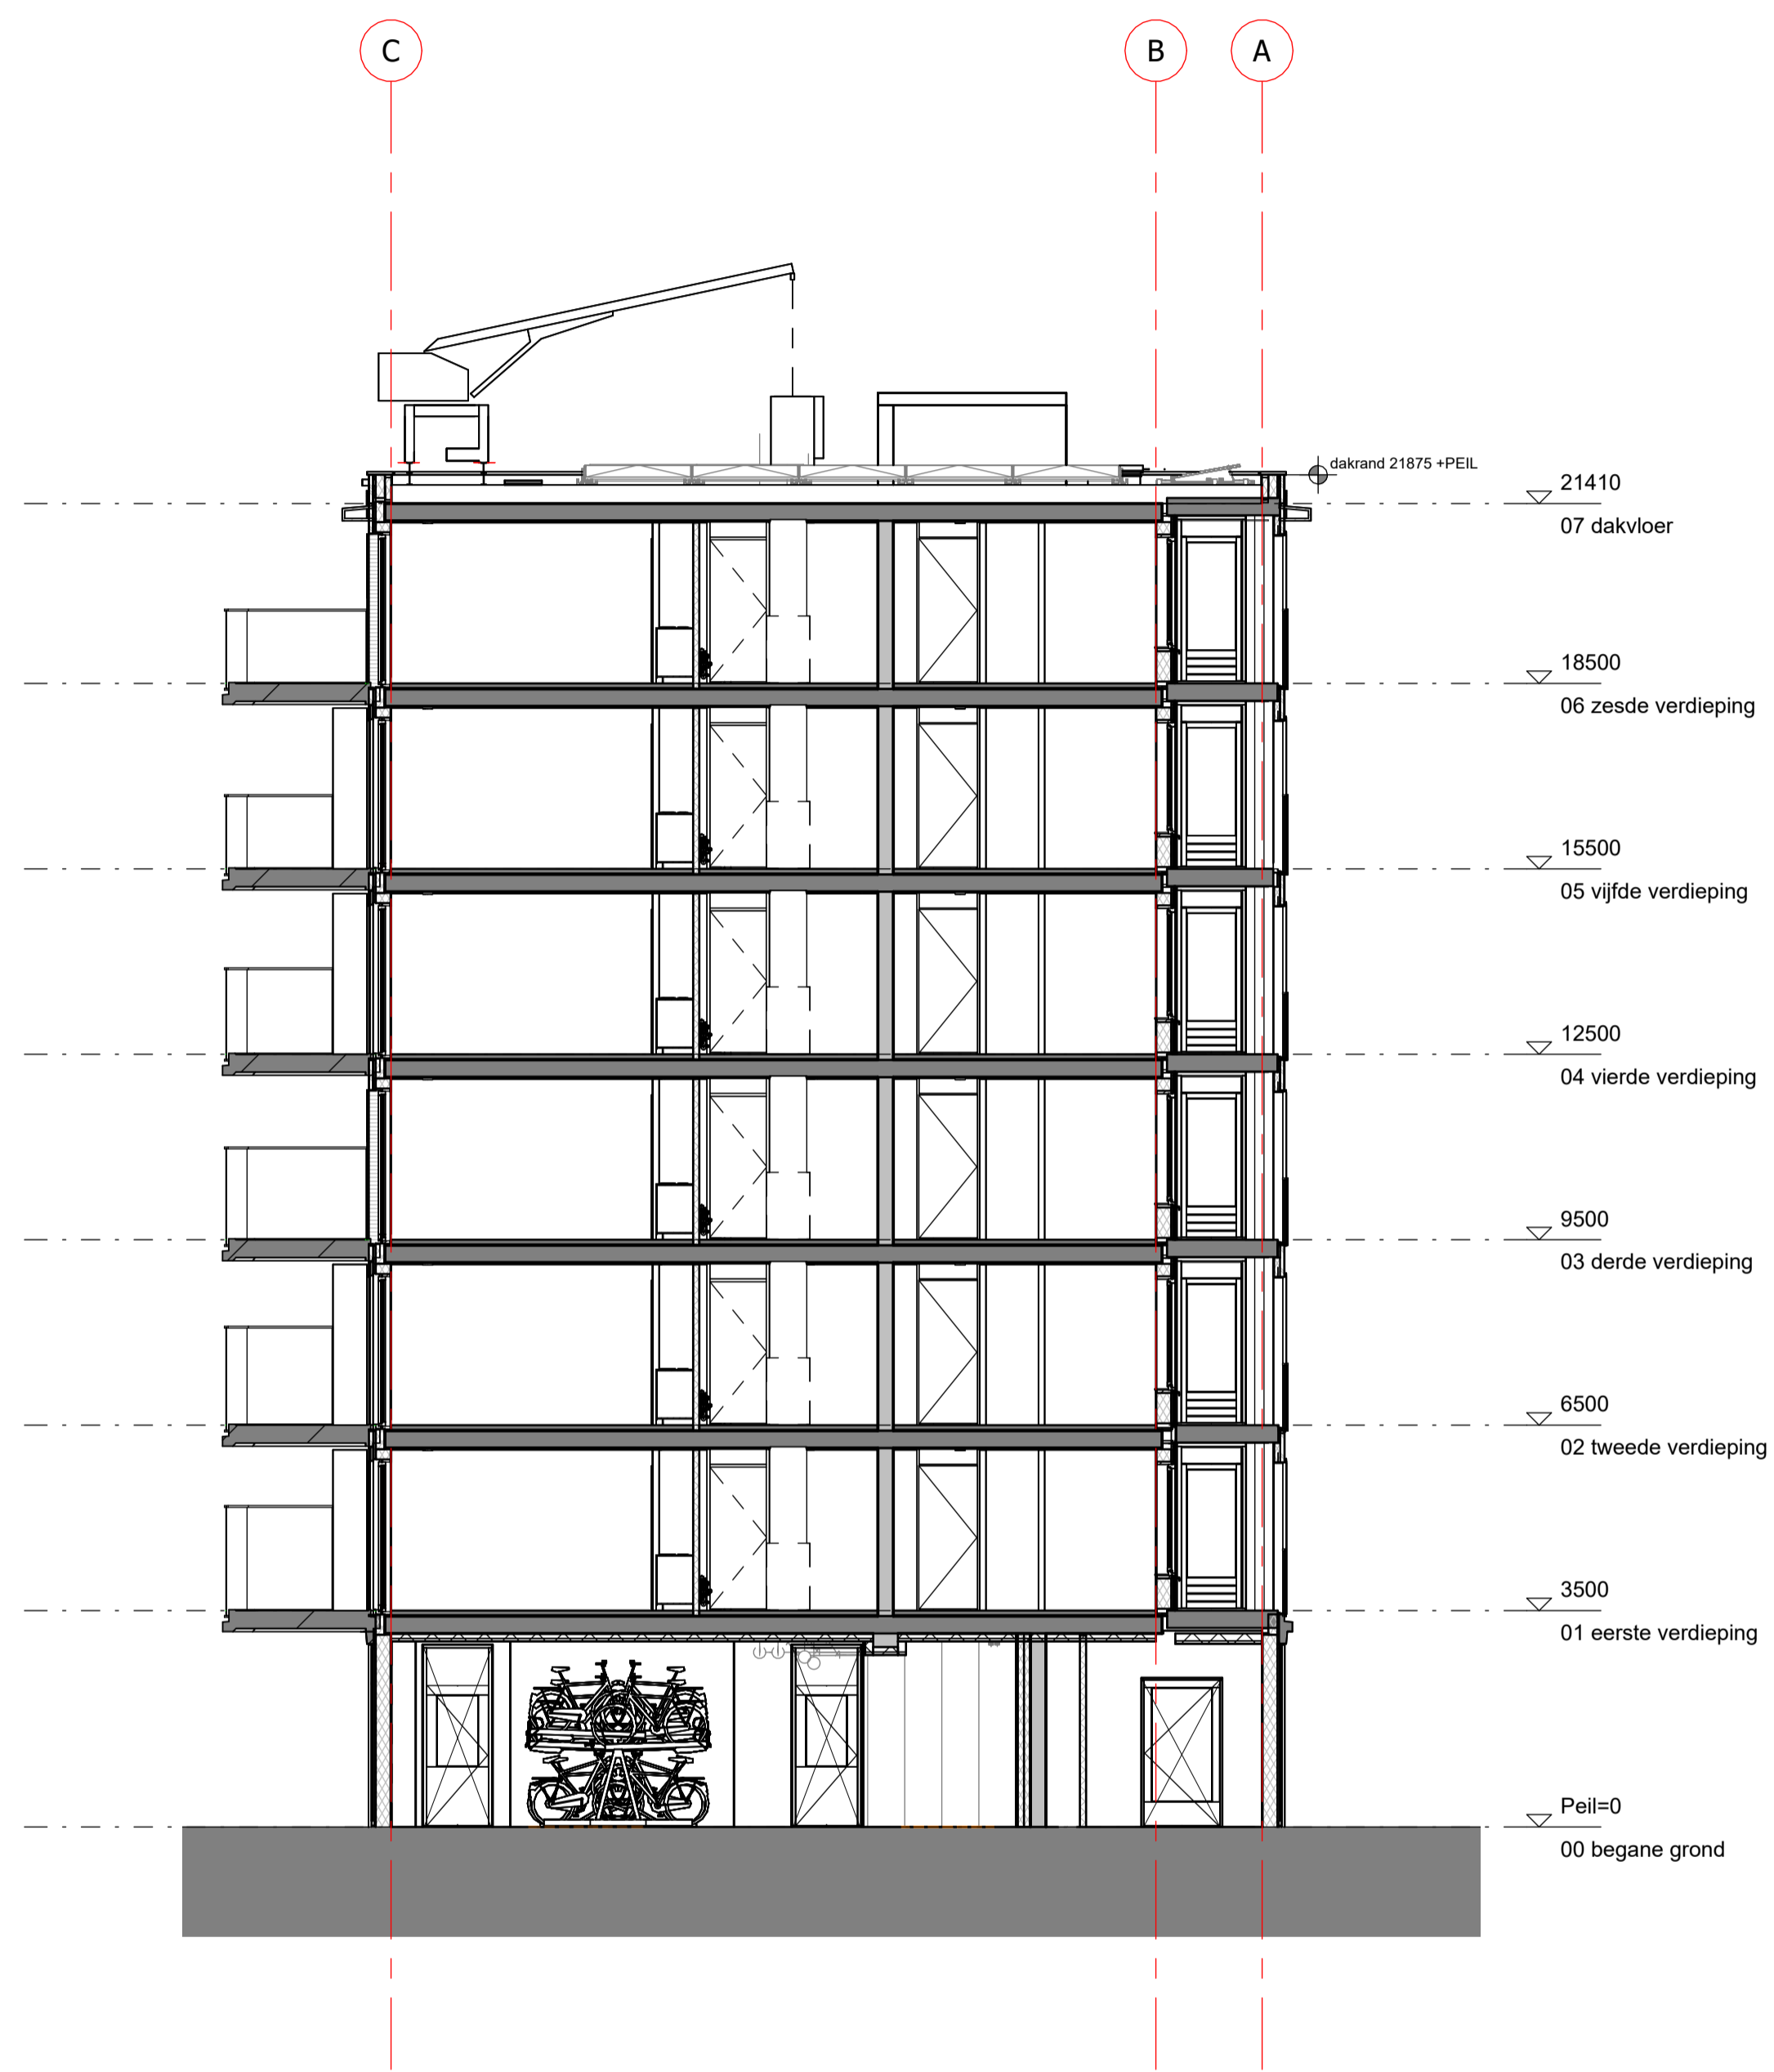 C
B
A
dakrand 21875 +PEIL
21410
07 dakvloer
18500
06 zesde verdieping
15500
05 vijfde verdieping
12500
04 vierde verdieping
9500
03 derde verdieping
6500
02 tweede verdieping
3500
01 eerste verdieping
Peil=0
00 begane grond